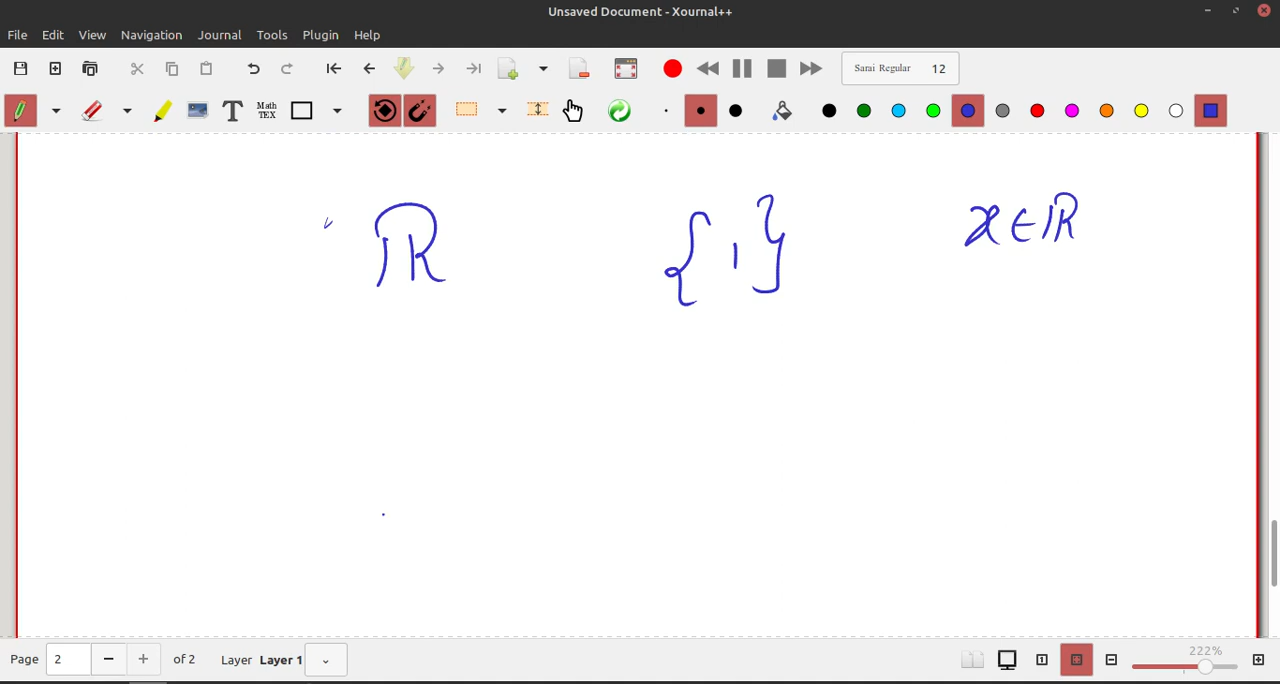 Unsaved Document - Xournal++
File Edit View Navigation Journal Tools Plugin Help
Sarai Regular 12
T Math TEX
ℝ { 1 } x ∈ ℝ
222%
Page 2 of 2 Layer Layer 1